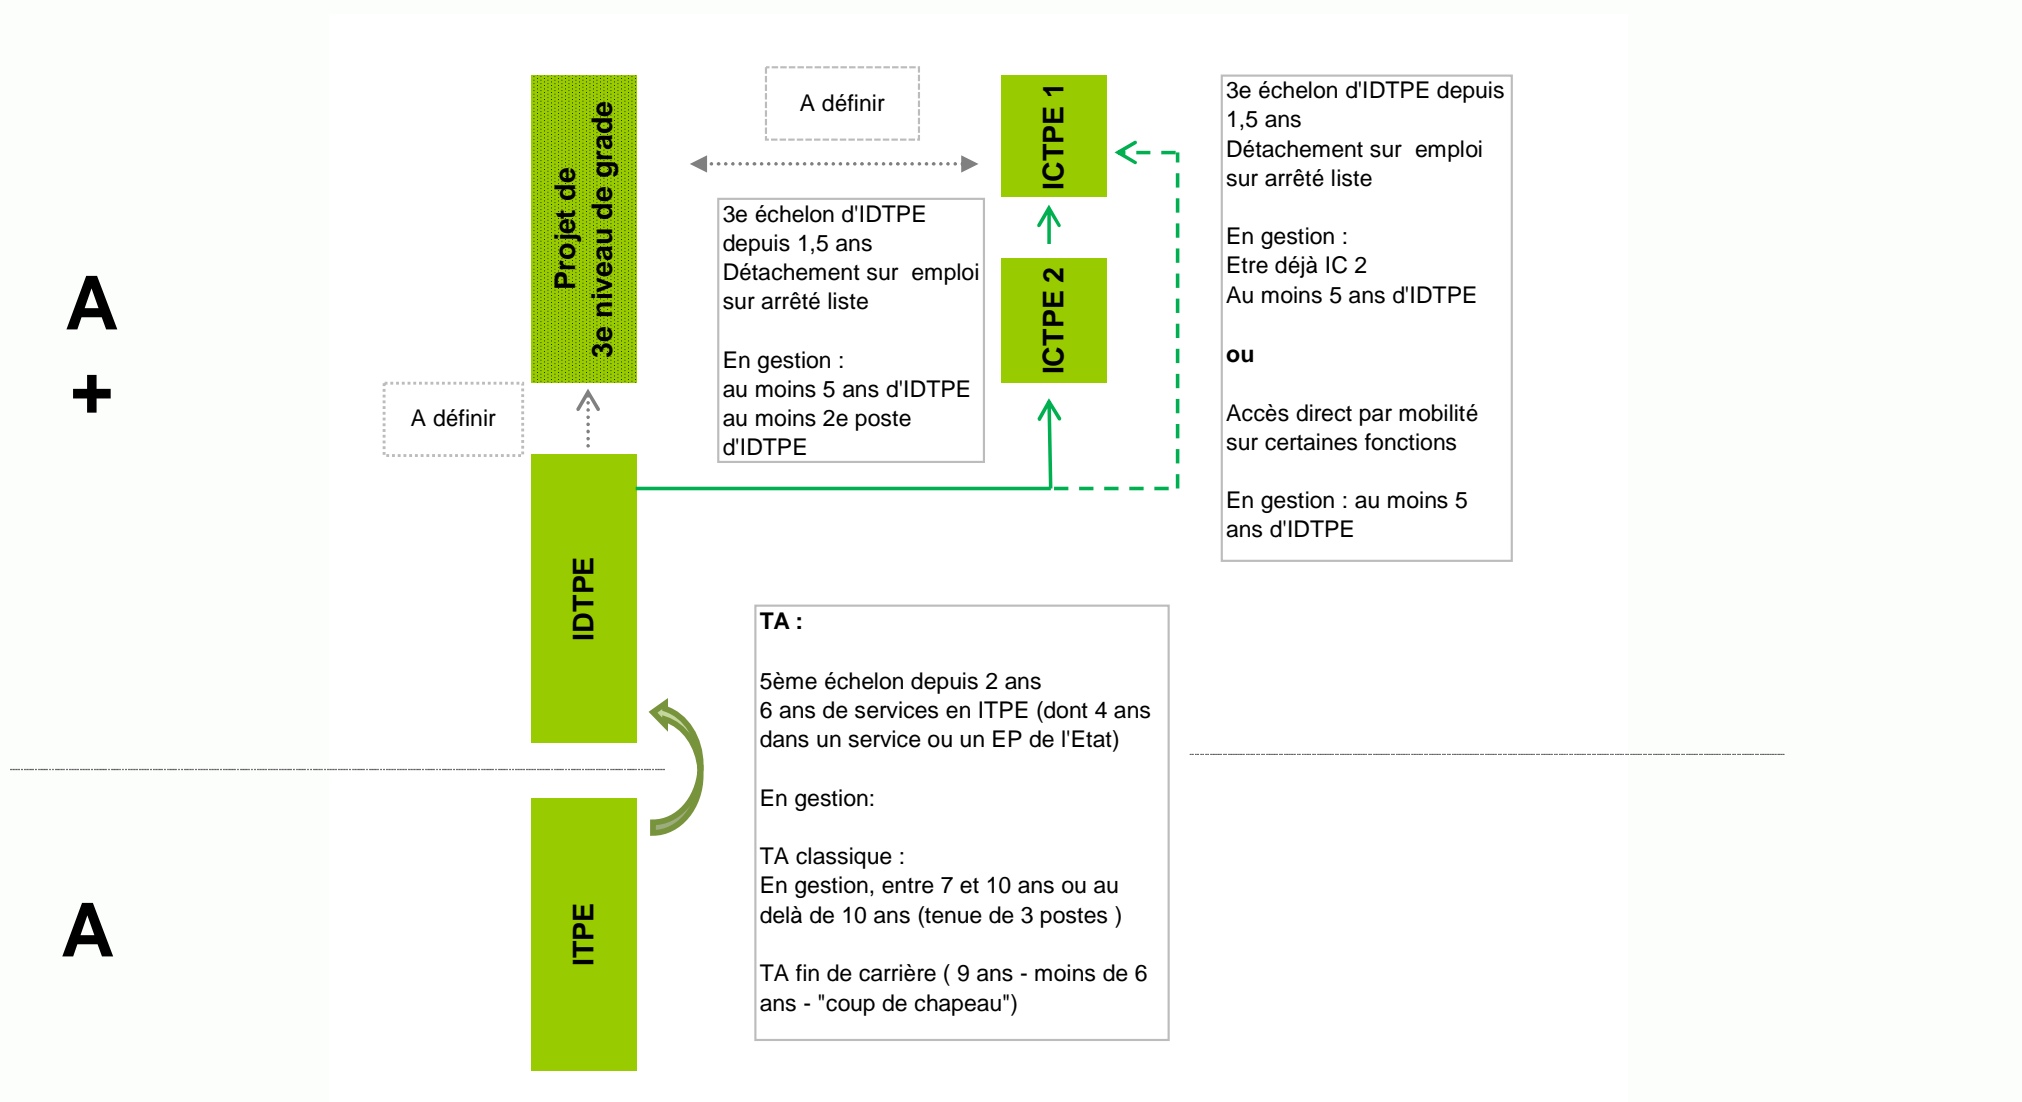 A
+
A
Projet de
3e niveau de grade
A définir
IDTPE
ITPE
A définir
3e échelon d'IDTPE
depuis 1,5 ans
Détachement sur  emploi
sur arrêté liste
En gestion :
au moins 5 ans d'IDTPE
au moins 2e poste
d'IDTPE
ICTPE 1
ICTPE 2
3e échelon d'IDTPE depuis
1,5 ans
Détachement sur  emploi
sur arrêté liste
En gestion :
Etre déjà IC 2
Au moins 5 ans d'IDTPE
ou
Accès direct par mobilité
sur certaines fonctions
En gestion : au moins 5
ans d'IDTPE
TA :
5ème échelon depuis 2 ans
6 ans de services en ITPE (dont 4 ans
dans un service ou un EP de l'Etat)
En gestion:
TA classique :
En gestion, entre 7 et 10 ans ou au
delà de 10 ans (tenue de 3 postes )
TA fin de carrière ( 9 ans - moins de 6
ans - "coup de chapeau")